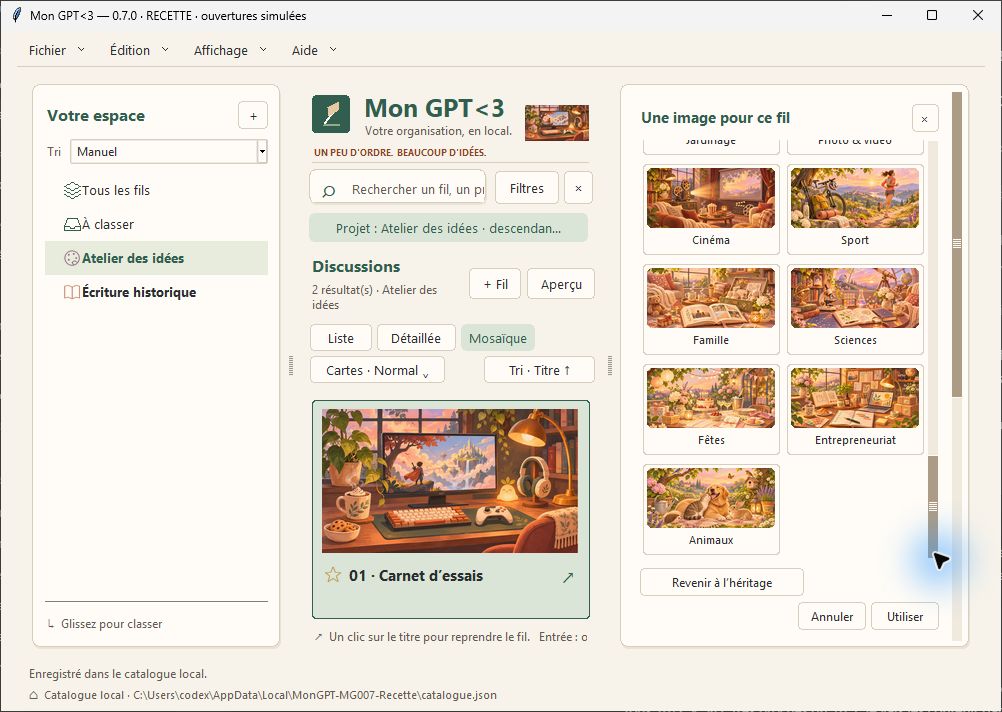 Mon GPT<3 — 0.7.0 · RECETTE · ouvertures simulées
Fichier Édition Affichage Aide
Votre espace
+
Tri Manuel
Tous les fils
À classer
Atelier des idées
Écriture historique
Glissez pour classer
Mon GPT<3
Votre organisation, en local.
UN PEU D'ORDRE. BEAUCOUP D'IDÉES.
Rechercher un fil, un pr
Filtres
×
Projet : Atelier des idées · descendan...
Discussions
2 résultat(s) · Atelier des
idées
+ Fil
Aperçu
Liste
Détaillée
Mosaïque
Cartes · Normal
Tri · Titre ↑
01 · Carnet d’essais
↗
↗ Un clic sur le titre pour reprendre le fil. Entrée : o
Une image pour ce fil
×
Jardinage
Photo & vidéo
Cinéma
Sport
Famille
Sciences
Fêtes
Entrepreneuriat
Animaux
Revenir à l’héritage
Annuler
Utiliser
Enregistré dans le catalogue local.
Catalogue local · C:\Users\codex\AppData\Local\MonGPT-MG007-Recette\catalogue.json